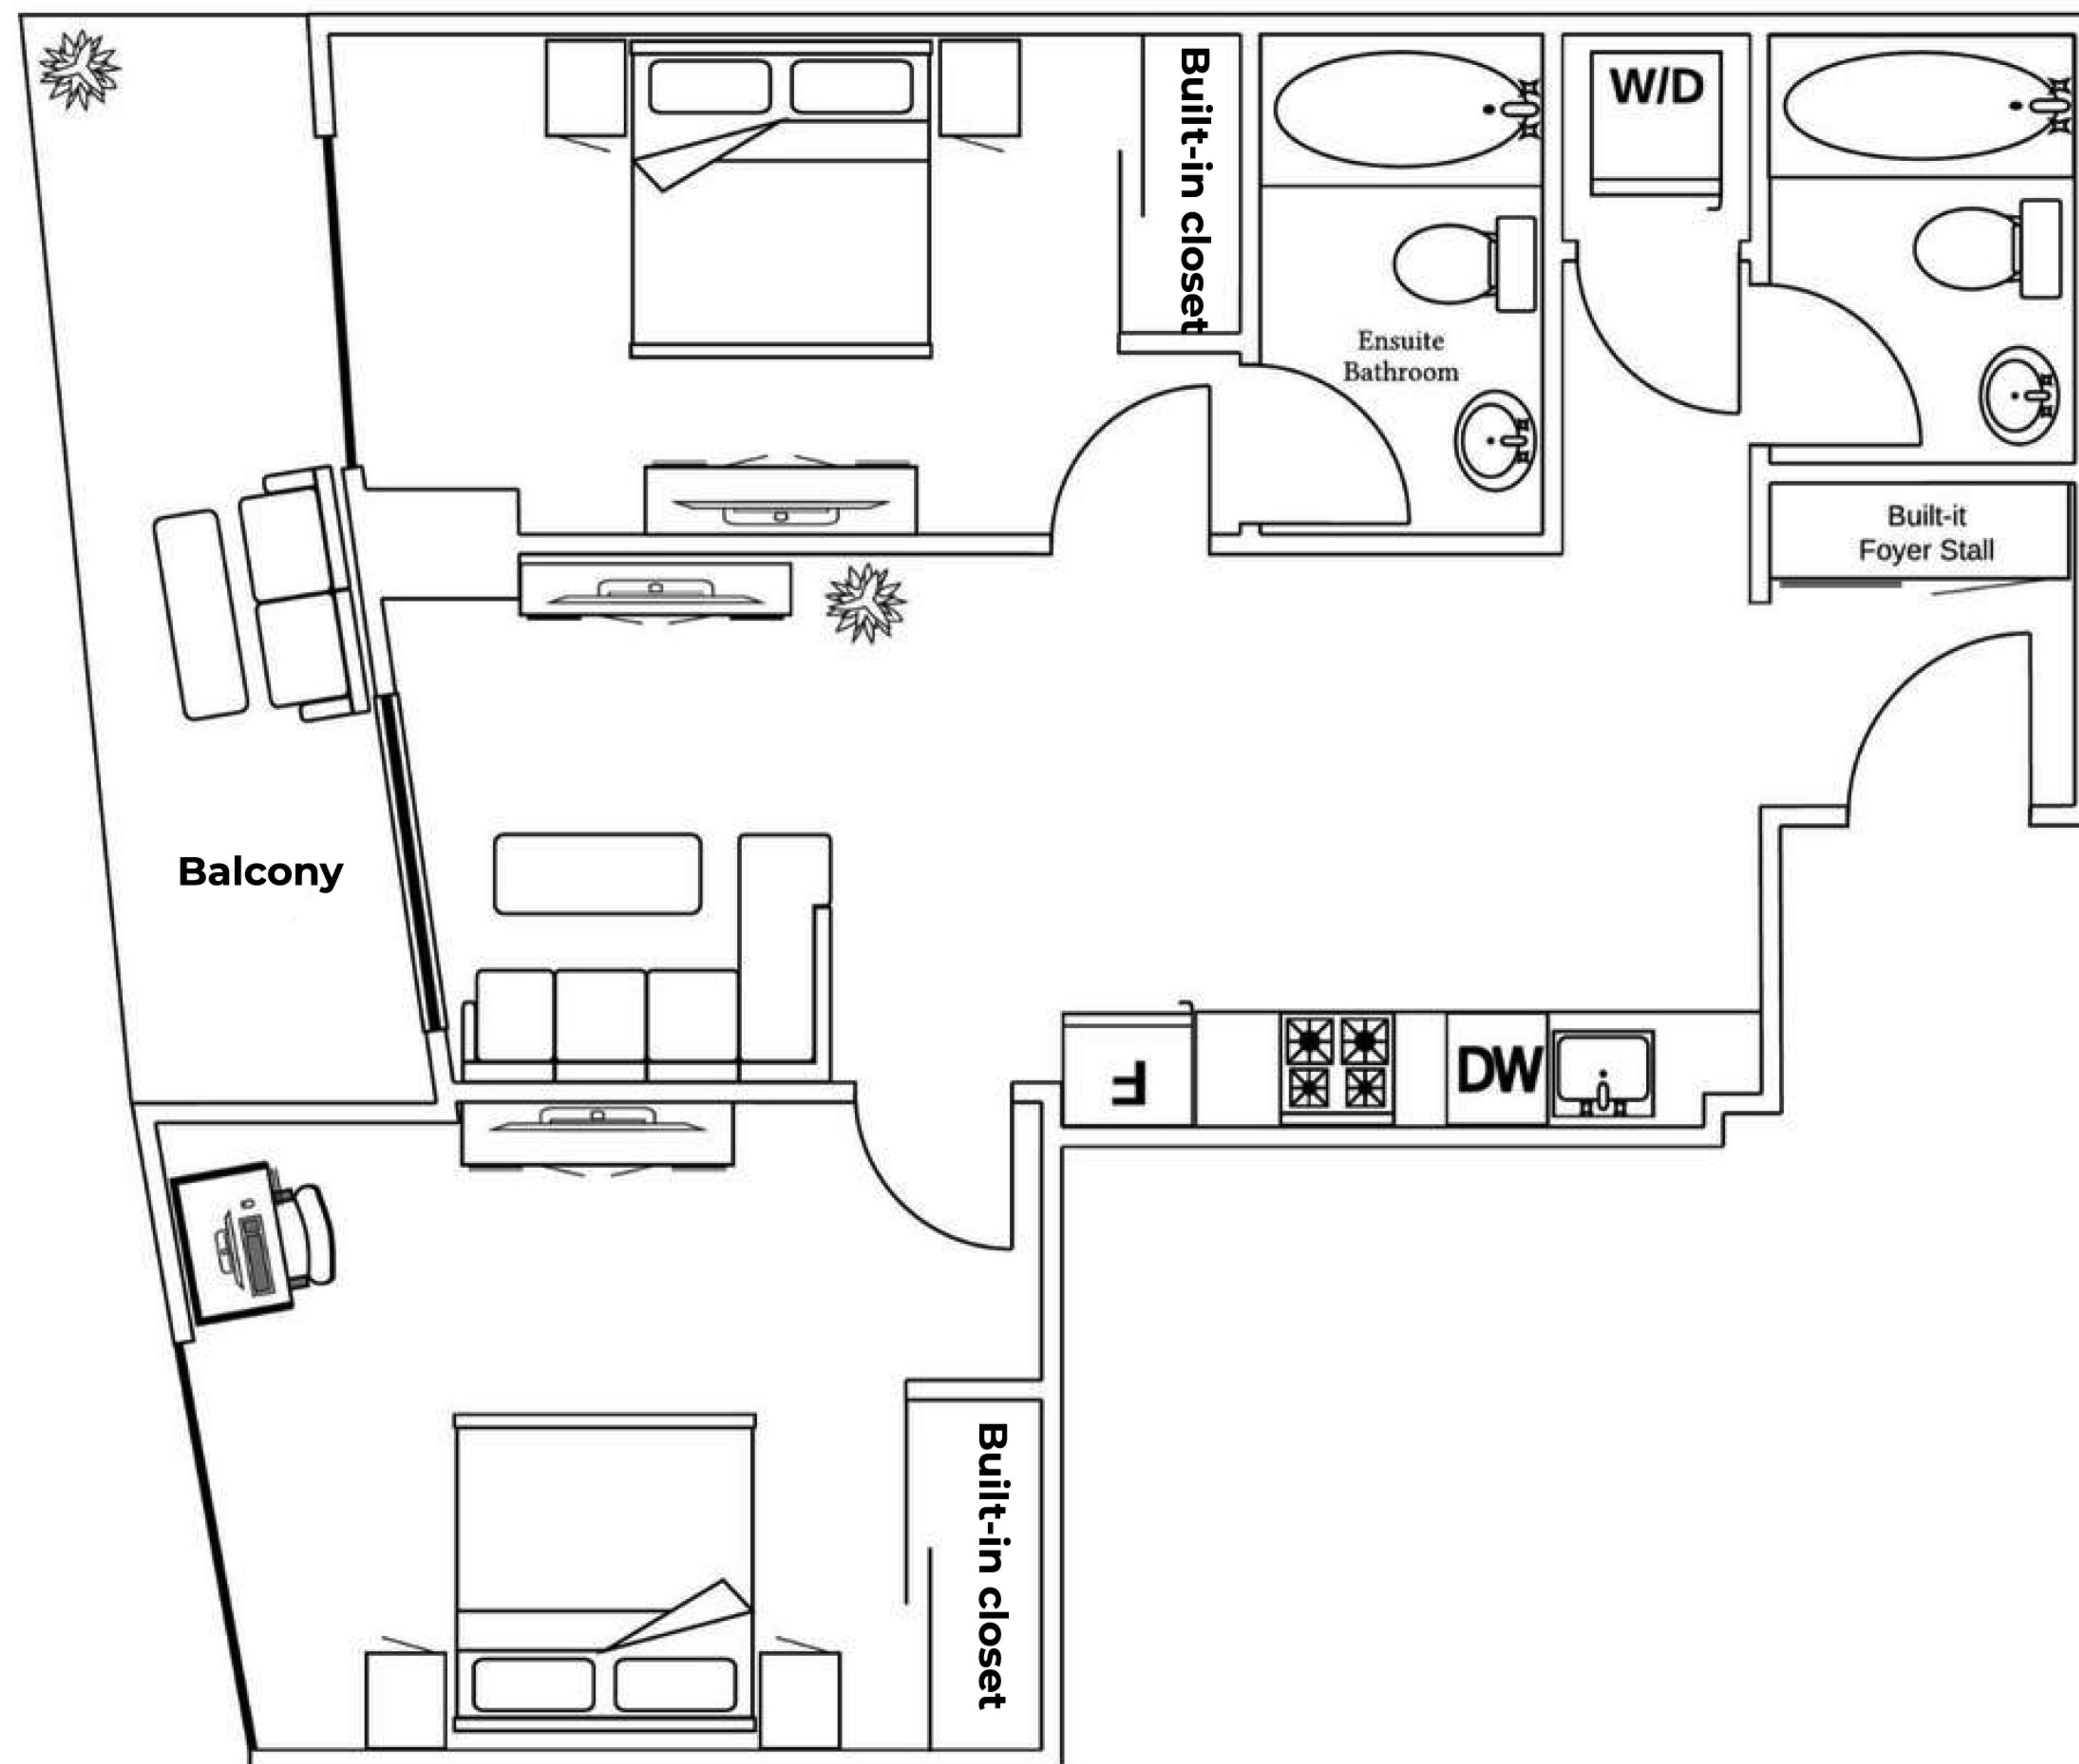 Built-in closet
W/D
Ensuite
Bathroom
Built-it
Foyer Stall
Balcony
F
DW
Built-in closet